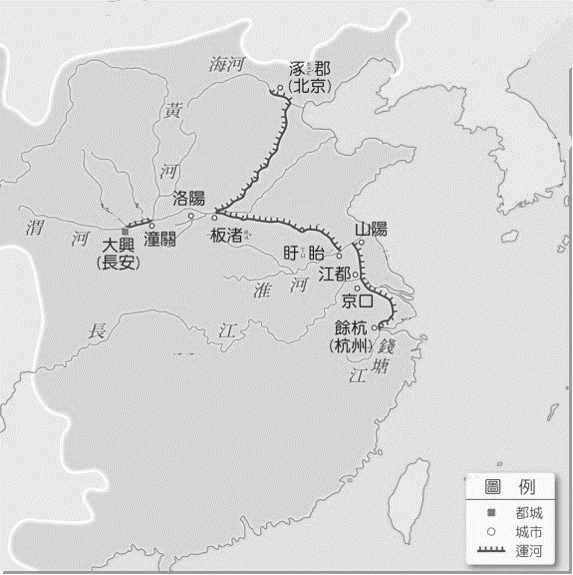 海河
涿郡
(北京)
黃
河
洛陽
渭
河
大興
(長安)
潼關
板渚
山陽
盱眙
江都
淮河
京口
長
江
餘杭
(杭州)
錢
塘
江
圖例
都城
城市
運河